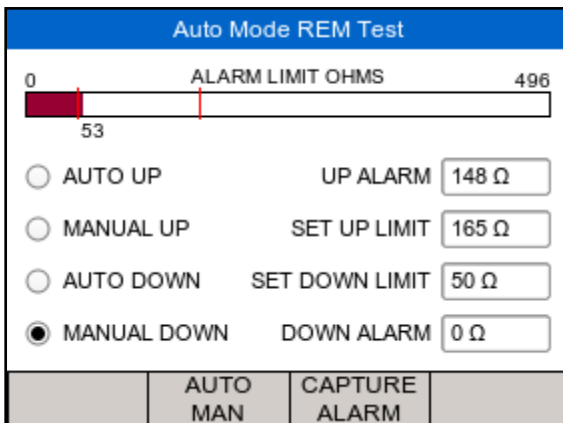 Auto Mode REM Test
0 ALARM LIMIT OHMS 496
53
AUTO UP UP ALARM 148 Ω
MANUAL UP SET UP LIMIT 165 Ω
AUTO DOWN SET DOWN LIMIT 50 Ω
MANUAL DOWN DOWN ALARM 0 Ω
AUTO
MAN
CAPTURE
ALARM